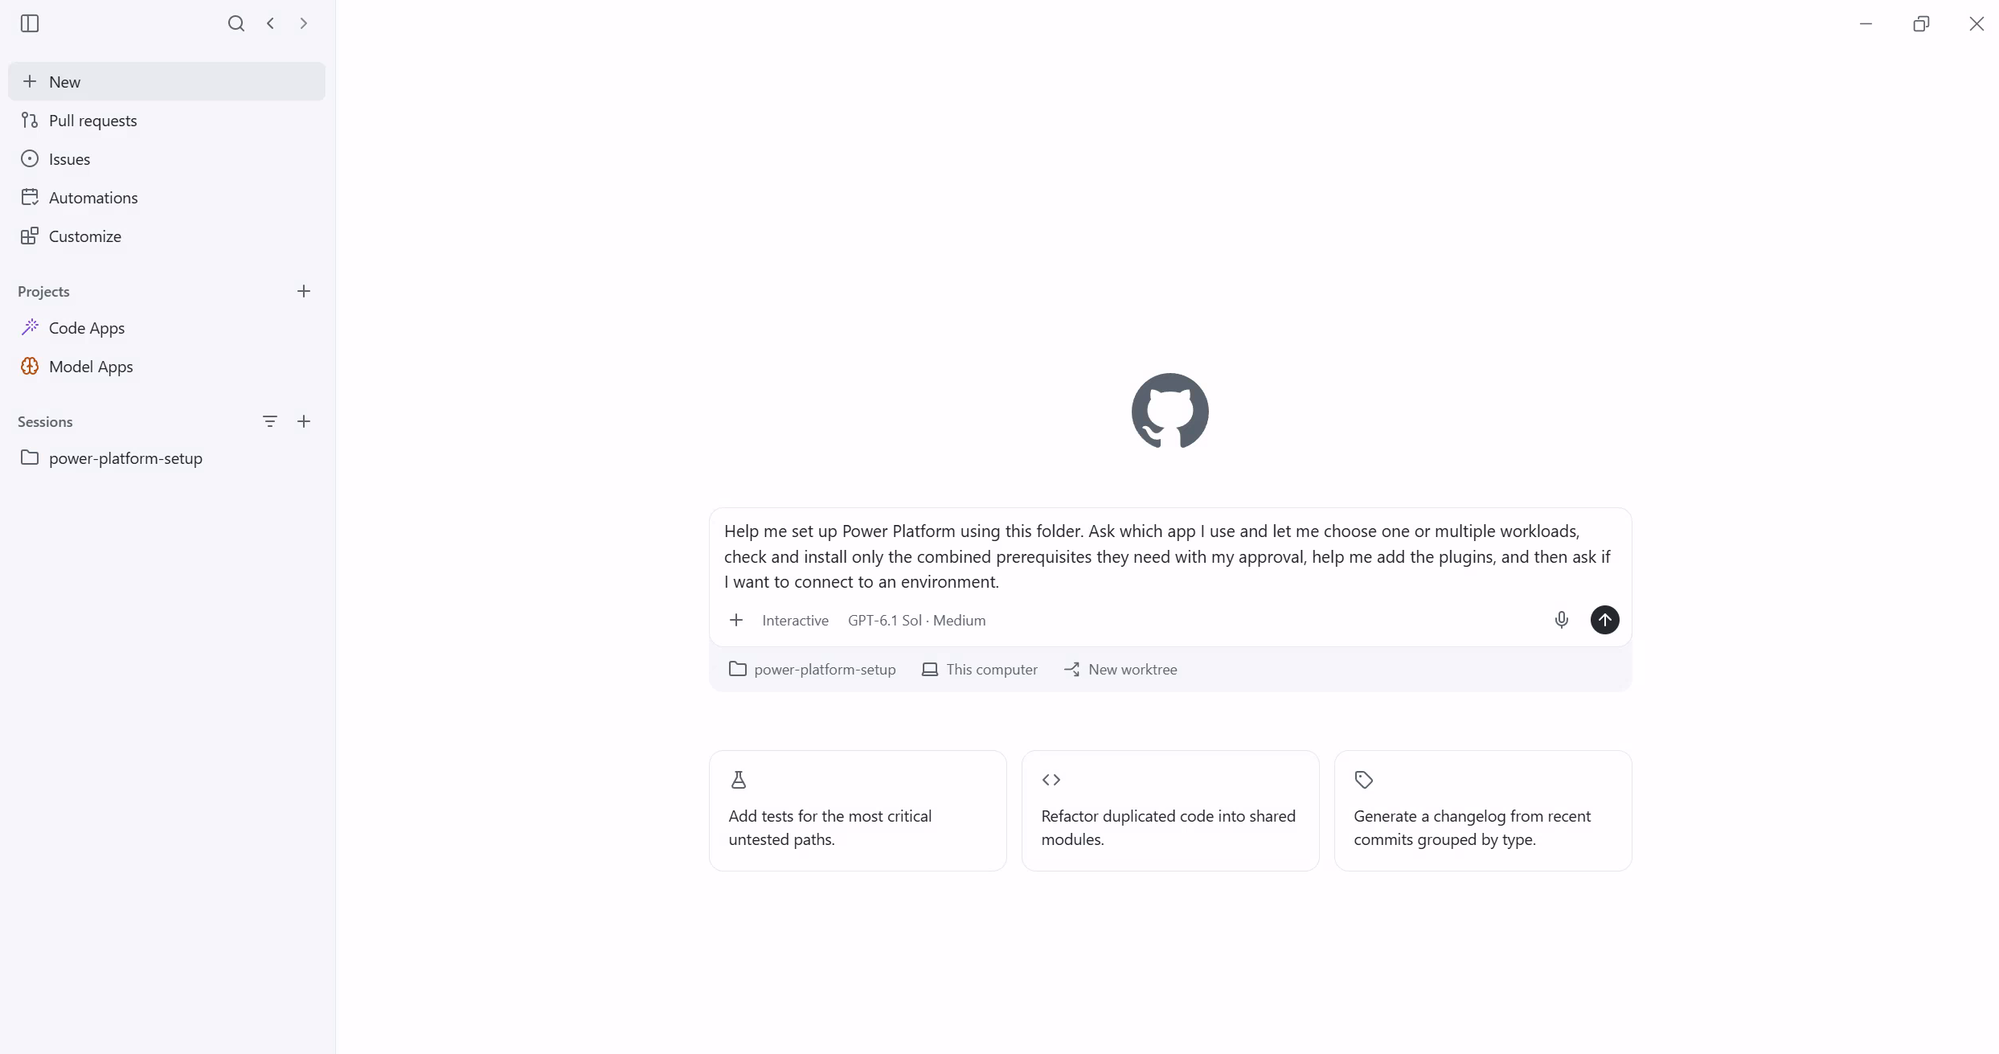 New
Pull requests
Issues
Automations
Customize
Projects
Code Apps
Model Apps
Sessions
power-platform-setup
Help me set up Power Platform using this folder. Ask which app I use and let me choose one or multiple workloads,
check and install only the combined prerequisites they need with my approval, help me add the plugins, and then ask if
I want to connect to an environment.
Interactive GPT-6.1 Sol · Medium
power-platform-setup This computer New worktree
Add tests for the most critical
untested paths.
Refactor duplicated code into shared
modules.
Generate a changelog from recent
commits grouped by type.